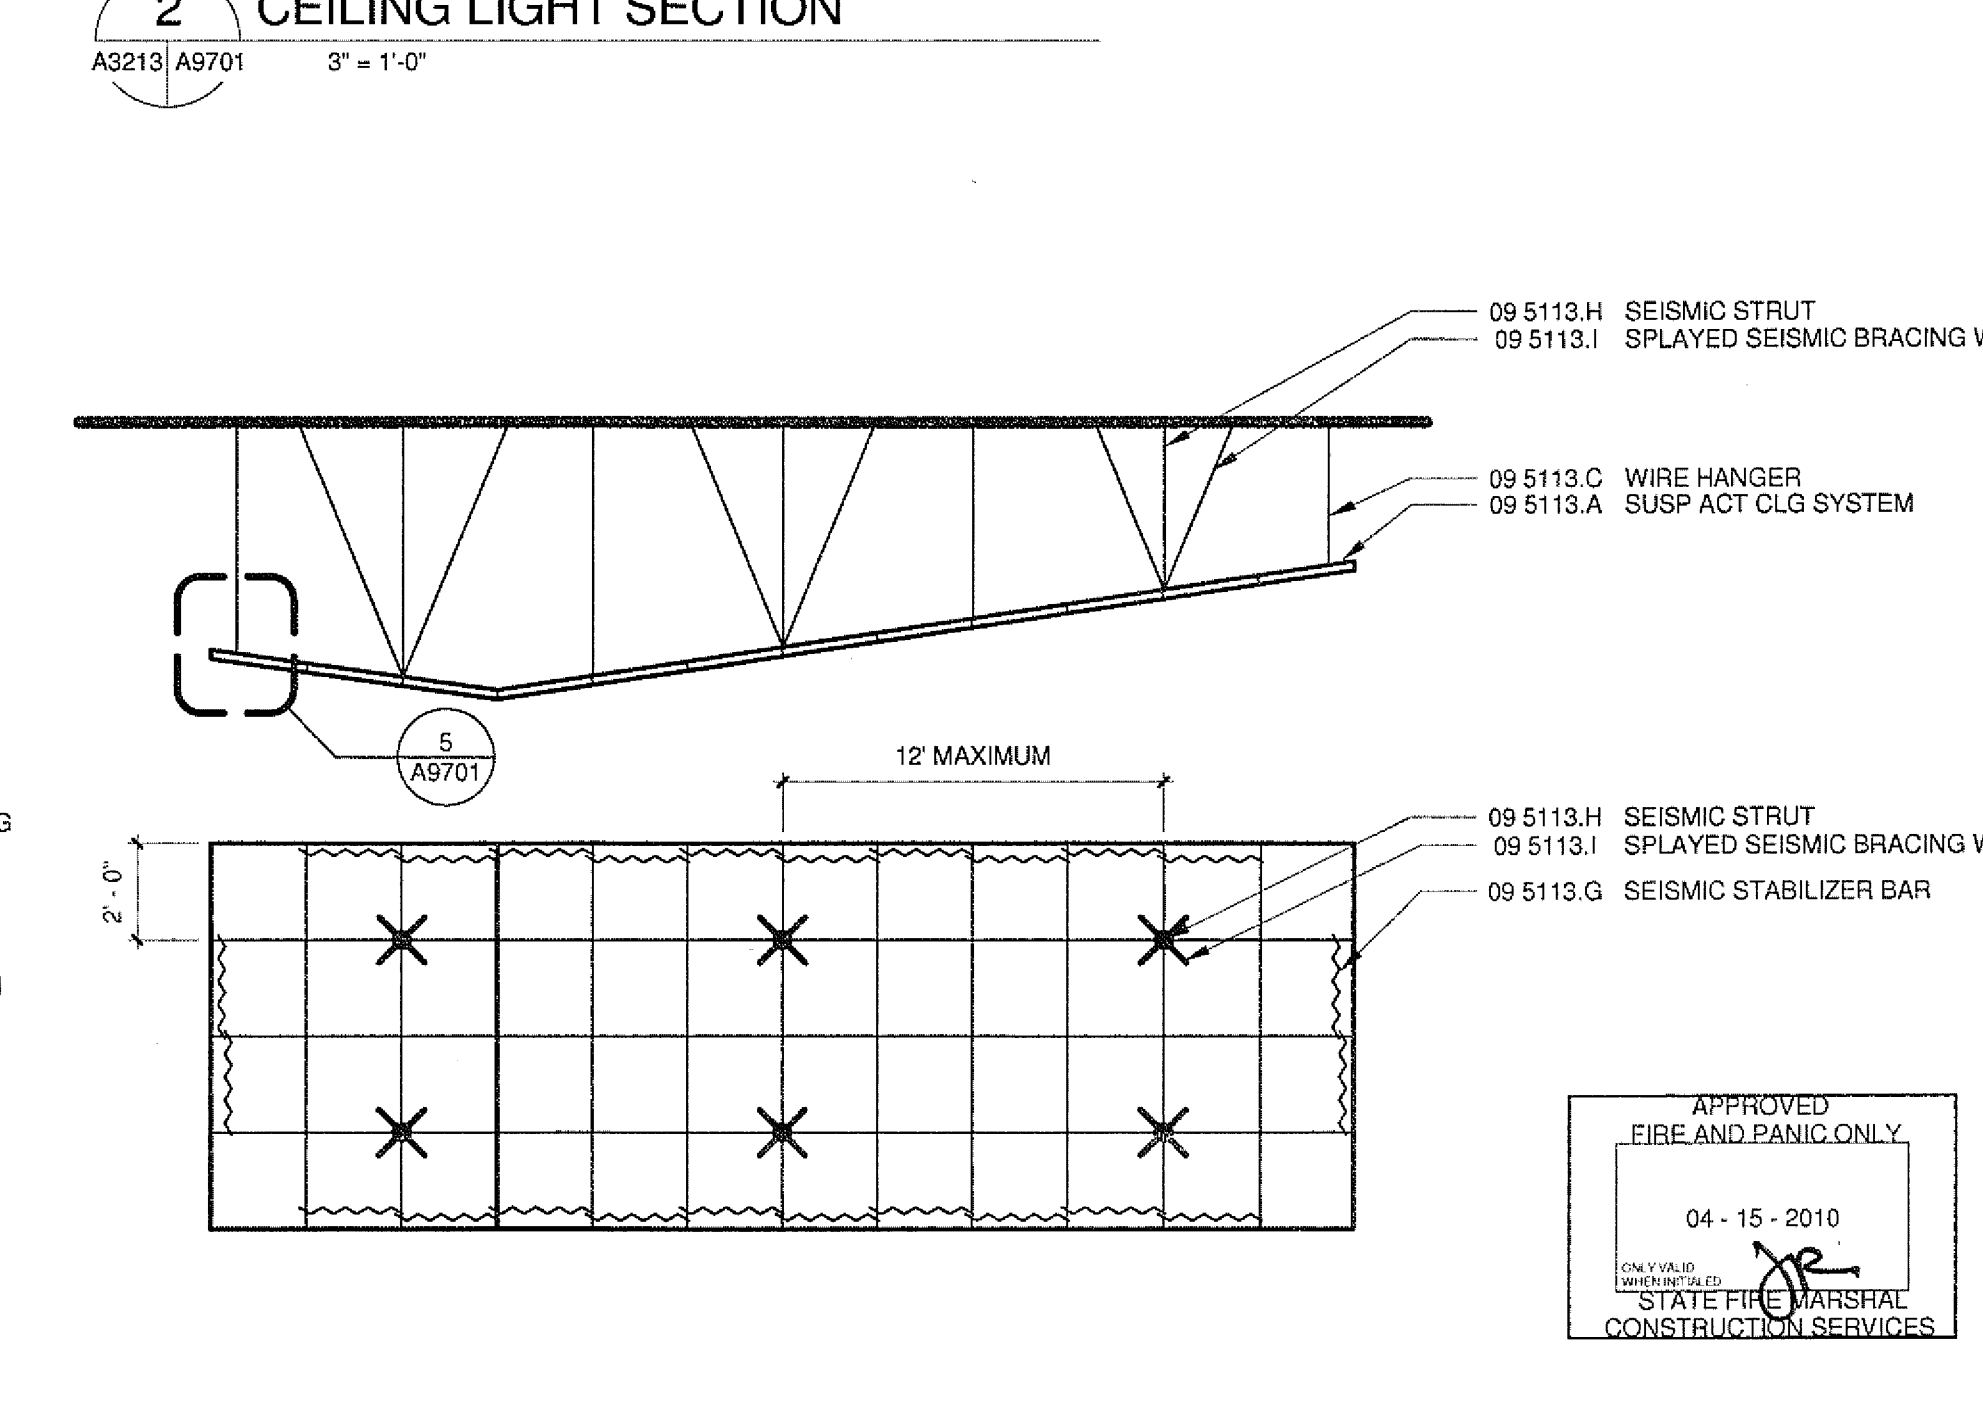 2 CEILING LIGHT SECTION
A3213 A9701 3" = 1'-0"
09 5113.H SEISMIC STRUT
09 5113.I SPLAYED SEISMIC BRACING
09 5113.C WIRE HANGER
09 5113.A SUSP ACT CLG SYSTEM
5
A9701
12' MAXIMUM
G
2' - 0"
09 5113.H SEISMIC STRUT
09 5113.I SPLAYED SEISMIC BRACING
09 5113.G SEISMIC STABILIZER BAR
APPROVED
FIRE AND PANIC ONLY
04 - 15 - 2010
ONLY VALID
WHEN INITIALED
STATE FIRE MARSHAL
CONSTRUCTION SERVICES